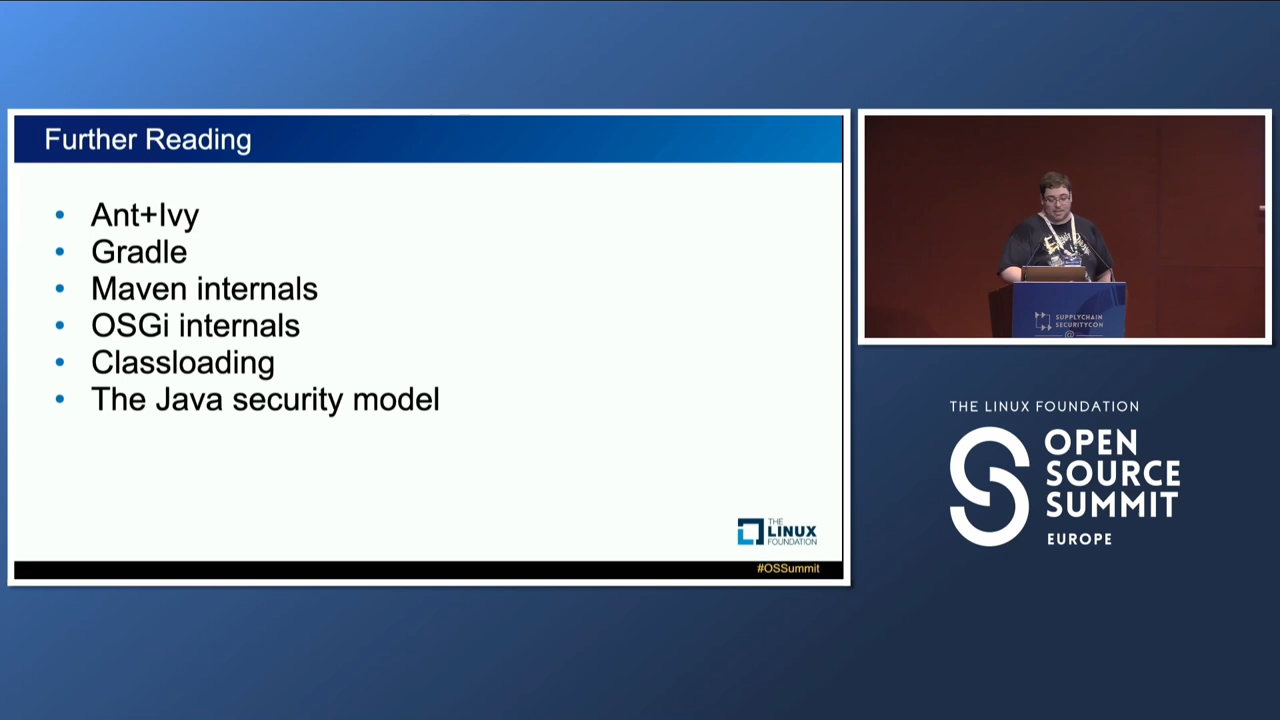 Further Reading
• Ant+Ivy
• Gradle
• Maven internals
• OSGi internals
• Classloading
• The Java security model
THE
LINUX
FOUNDATION
#OSSummit
SUPPLYCHAIN
SECURITYCON
@
THE LINUX FOUNDATION
OPEN
SOURCE
SUMMIT
EUROPE